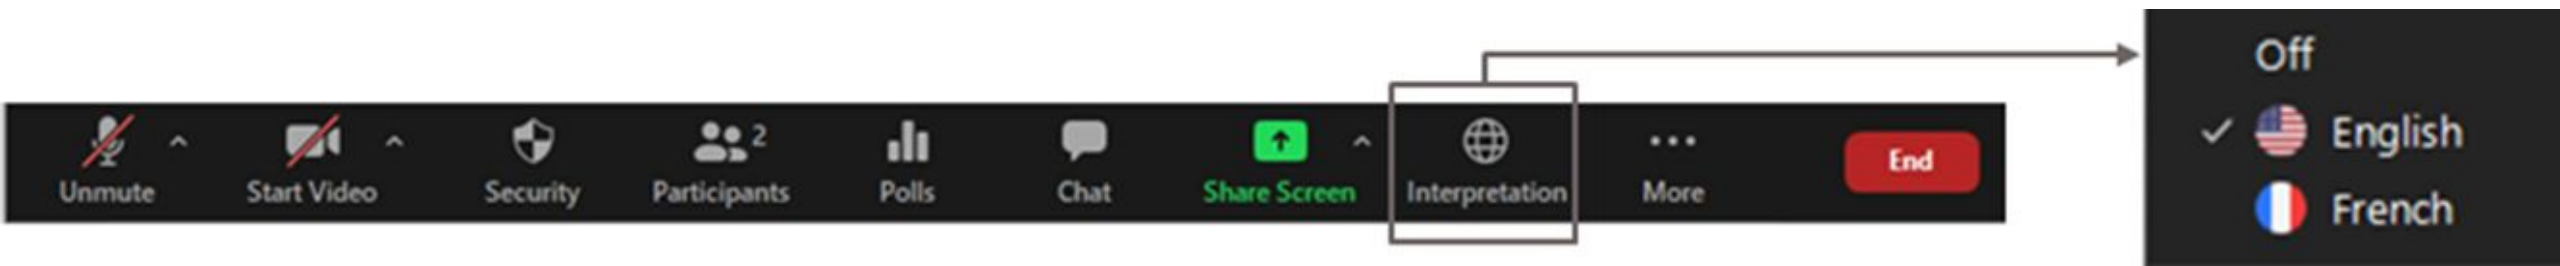 Unmute Start Video Security Participants 2 Polls Chat Share Screen Interpretation More End
Off
English
French